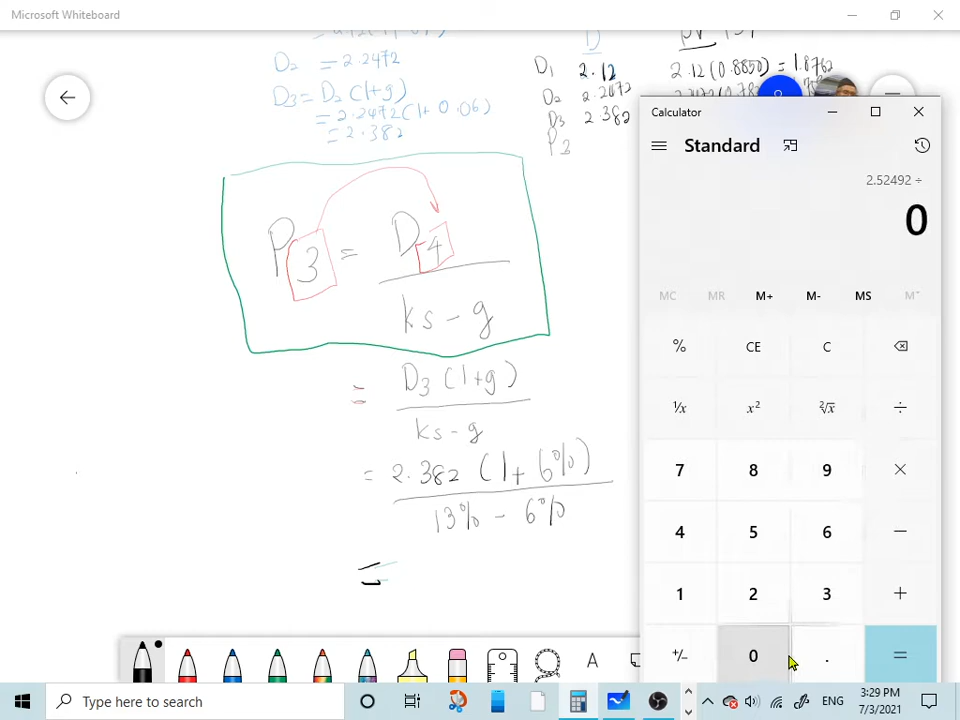 Microsoft Whiteboard
D₂ = 2.2472
D₃ = D₂ (1+g)
= 2.2472 (1+0.06)
= 2.382
D
D₁ 2.12
D₂ 2.2472
D₃ 2.382
2.12(0.8850) = 1.8762
P₃ = D₄
ks - g
= D₃ (1+g)
ks - g
= 2.382 (1+ 6%)
13% - 6%
=
Calculator
Standard
2.52492 ÷
0
MC MR M+ M- MS M˅
% CE C
¹/x x² ²√x ÷
7 8 9 ×
4 5 6 −
1 2 3 +
+/− 0 . =
A
Type here to search
ENG
3:29 PM
7/3/2021